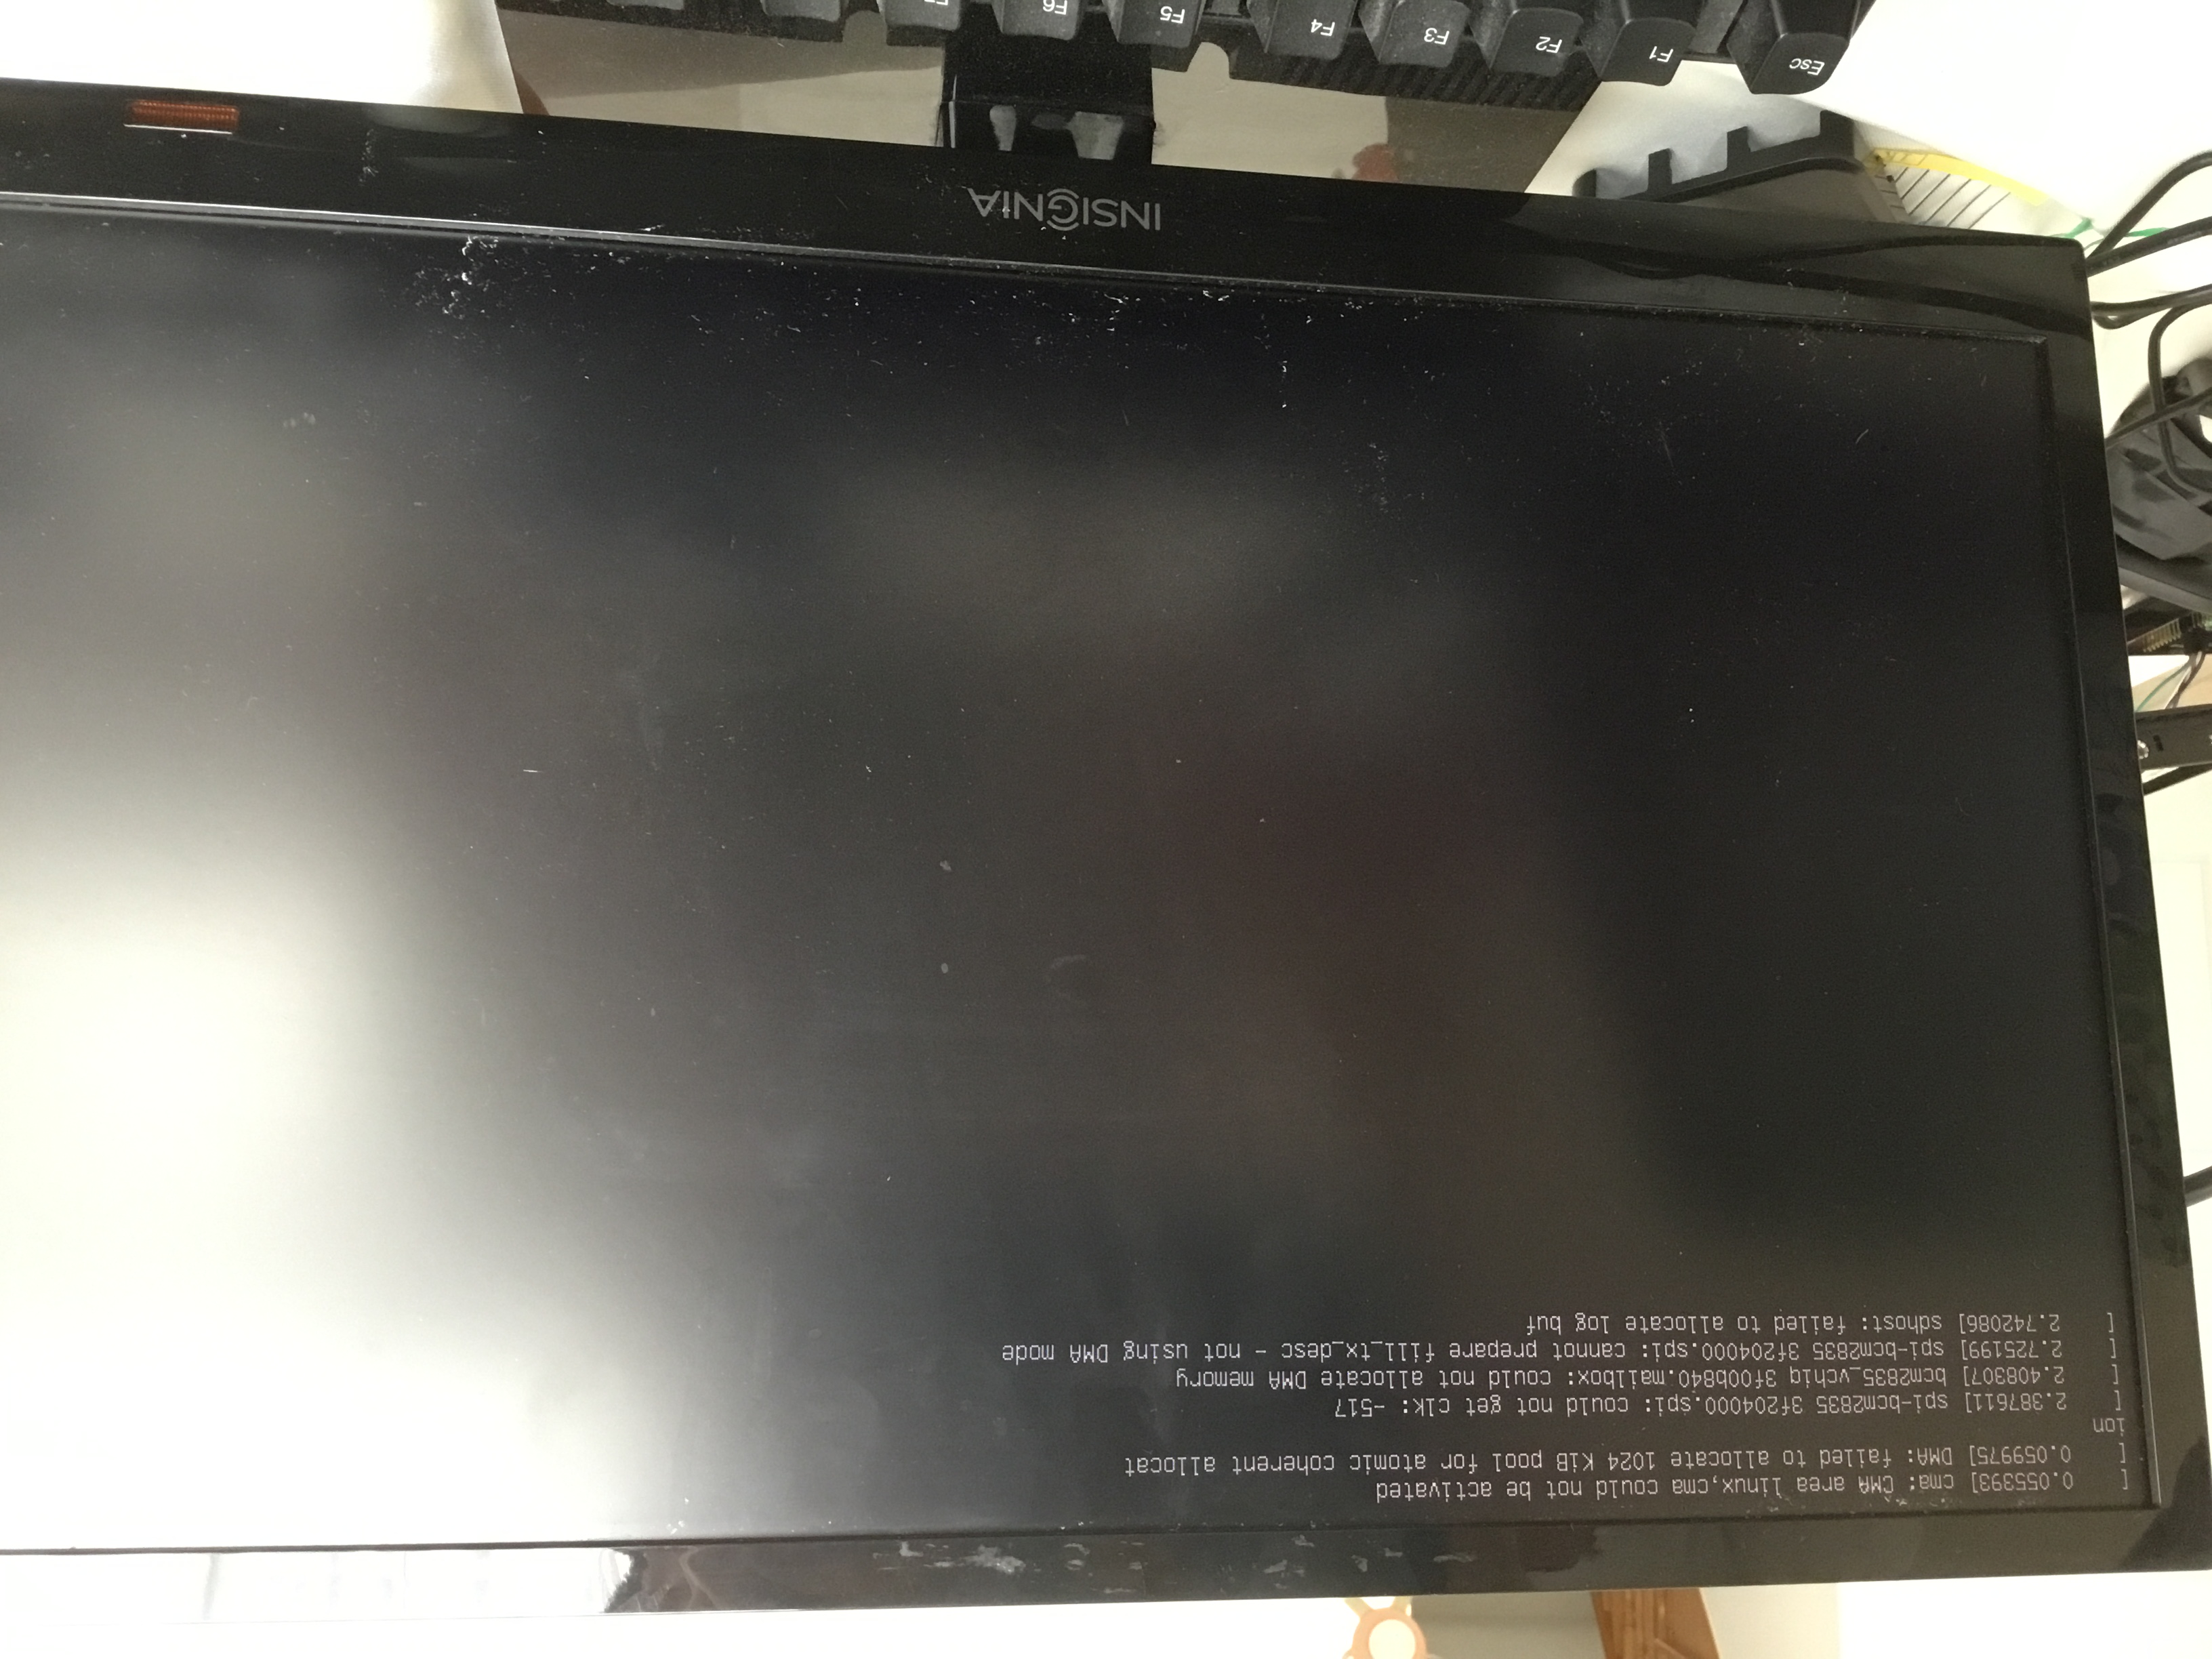 [    0.055393] cma: CMA area linux,cma could not be activated
[    0.059975] DMA: failed to allocate 1024 KiB pool for atomic coherent allocat
ion
[    2.387611] spi-bcm2835 3f204000.spi: could not get clk: -517
[    2.408307] bcm2835_vchiq 3f00b840.mailbox: could not allocate DMA memory
[    2.725199] spi-bcm2835 3f204000.spi: cannot prepare fill_tx_desc - not using DMA mode
[    2.742086] sdhost: failed to allocate log buf
INSIGNIA
Esc F1 F2 F3 F4 F5 F6